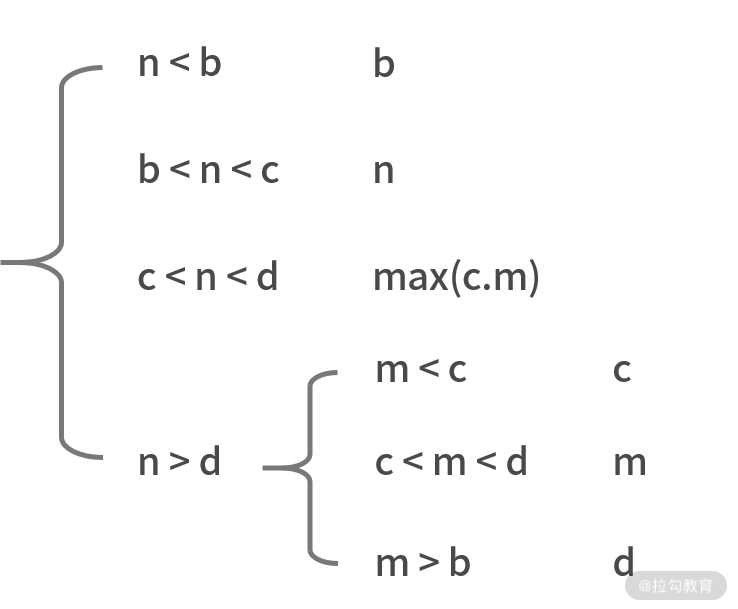 n < b b
b < n < c n
c < n < d max(c.m)
m < c c
n > d c < m < d m
m > b d
@拉勾教育